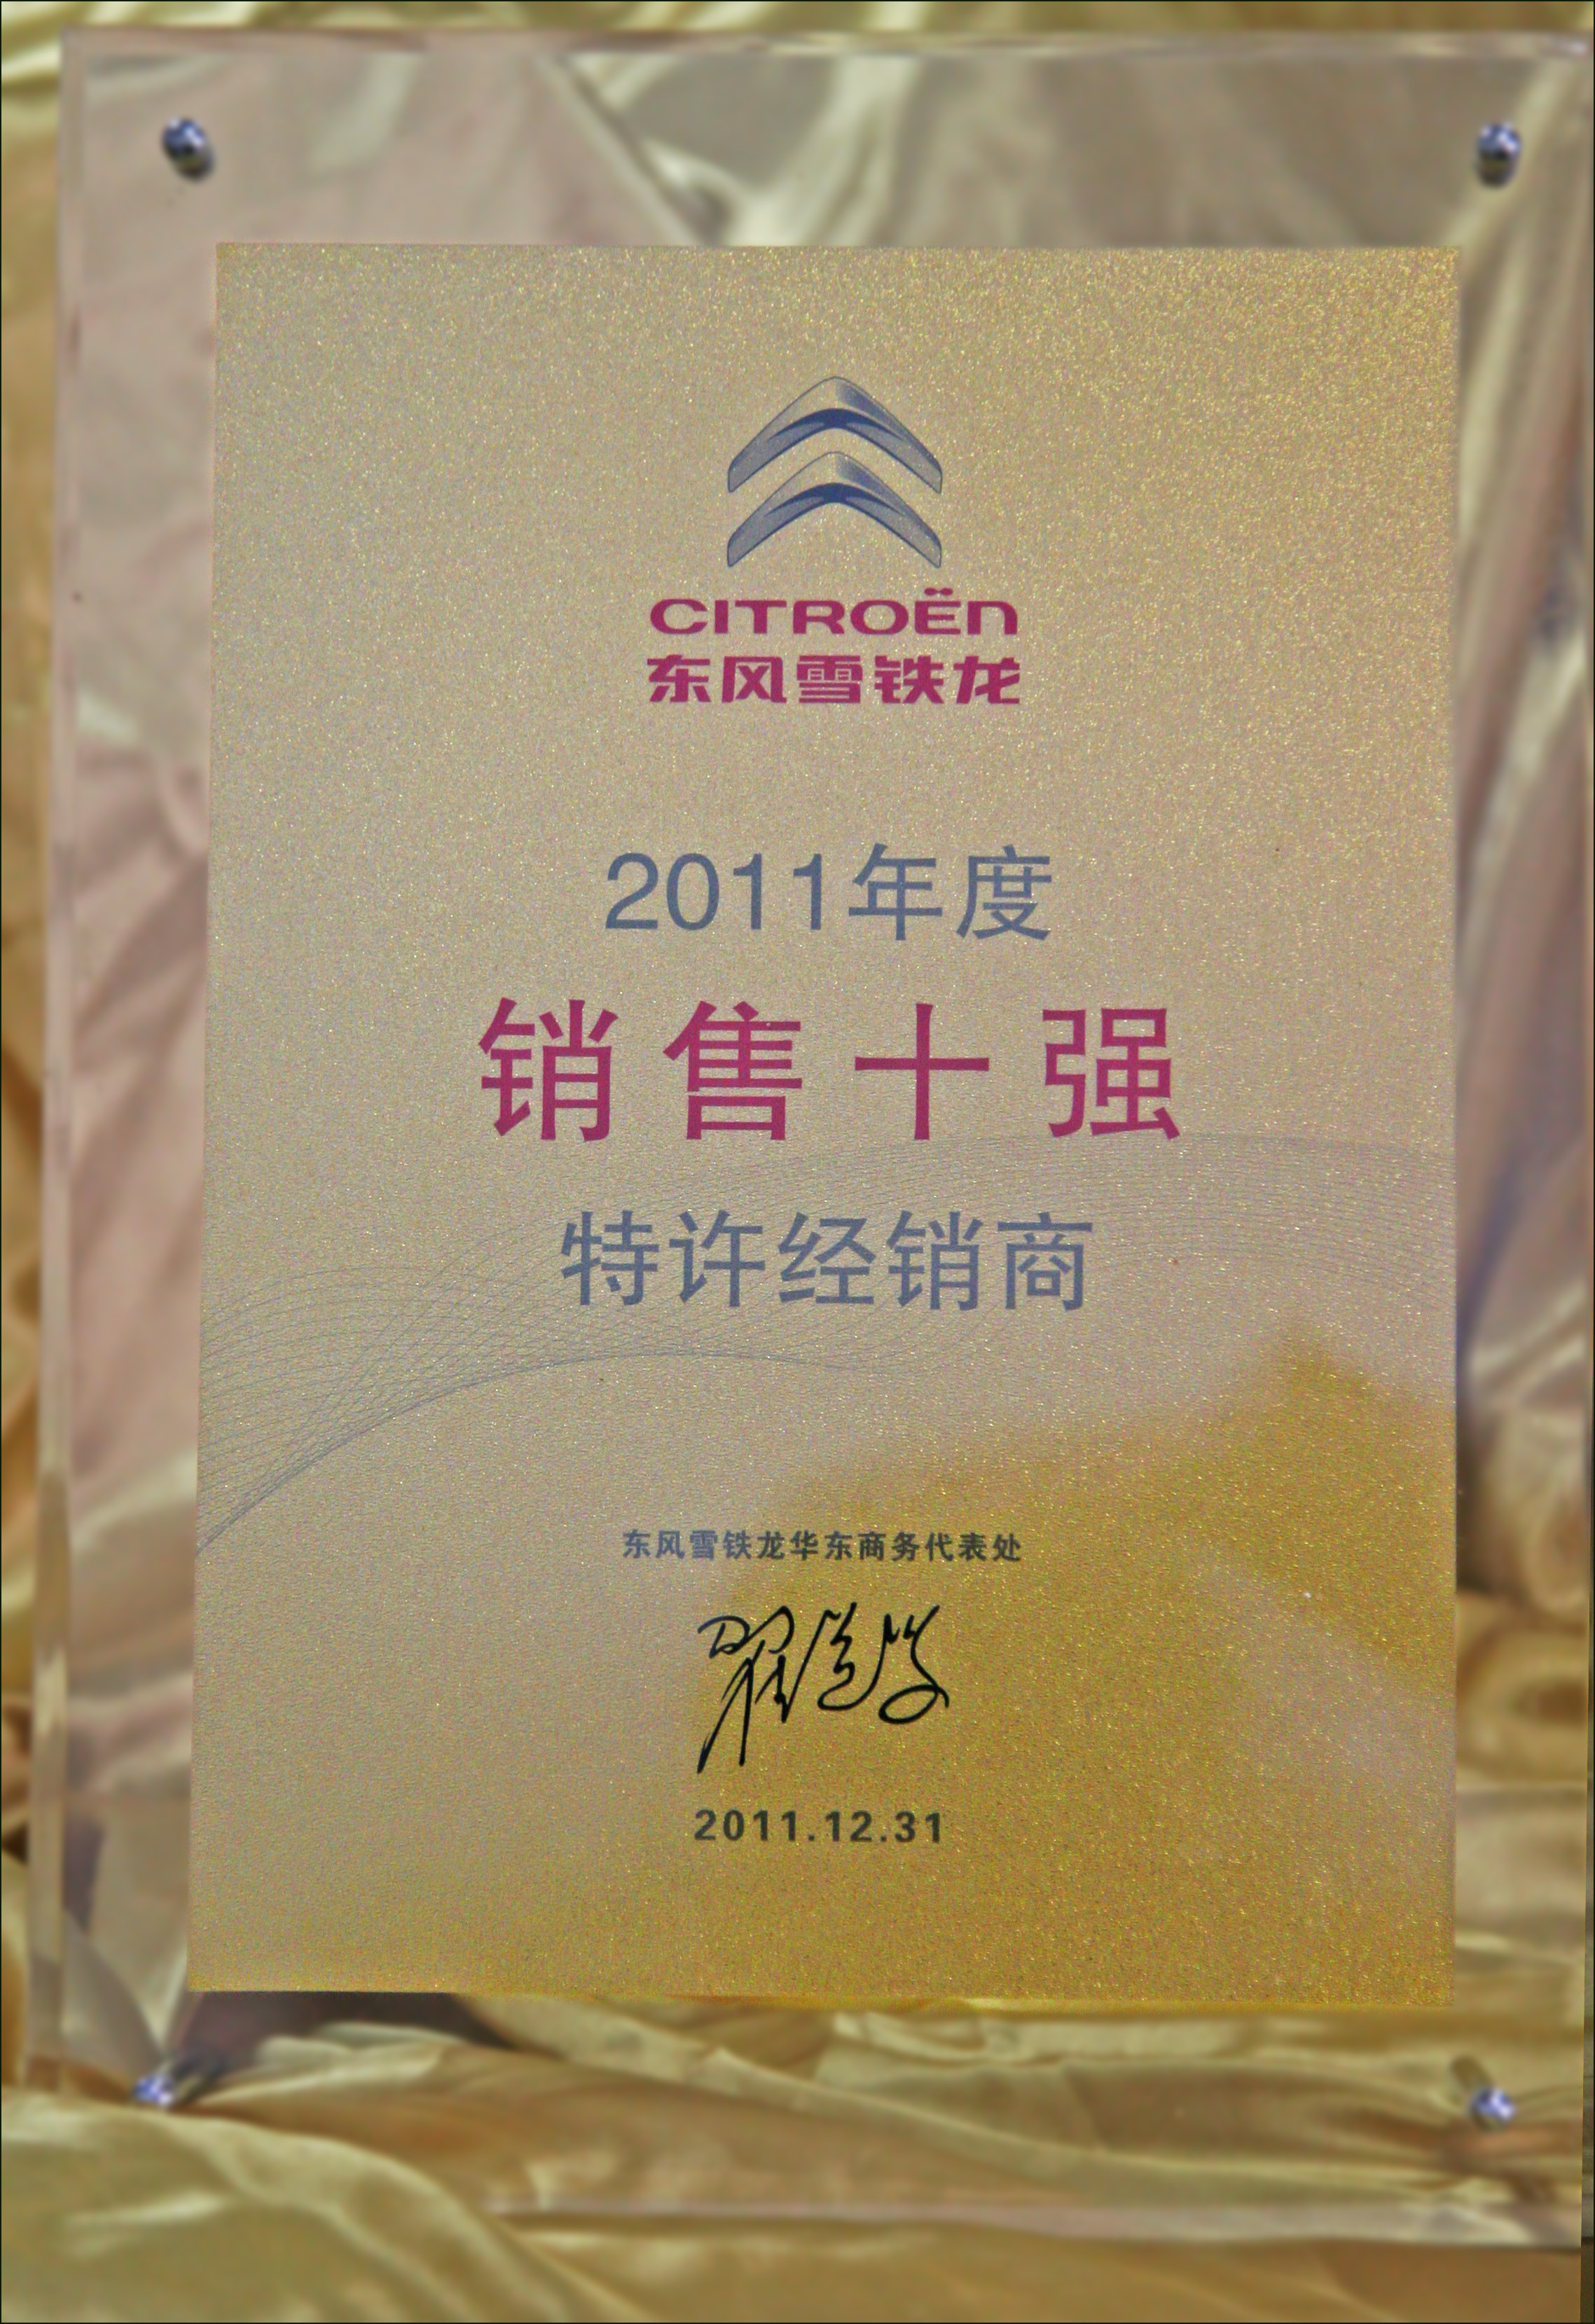 CITROËN
东风雪铁龙
2011年度
销售十强
特许经销商
东风雪铁龙华东商务代表处
2011.12.31